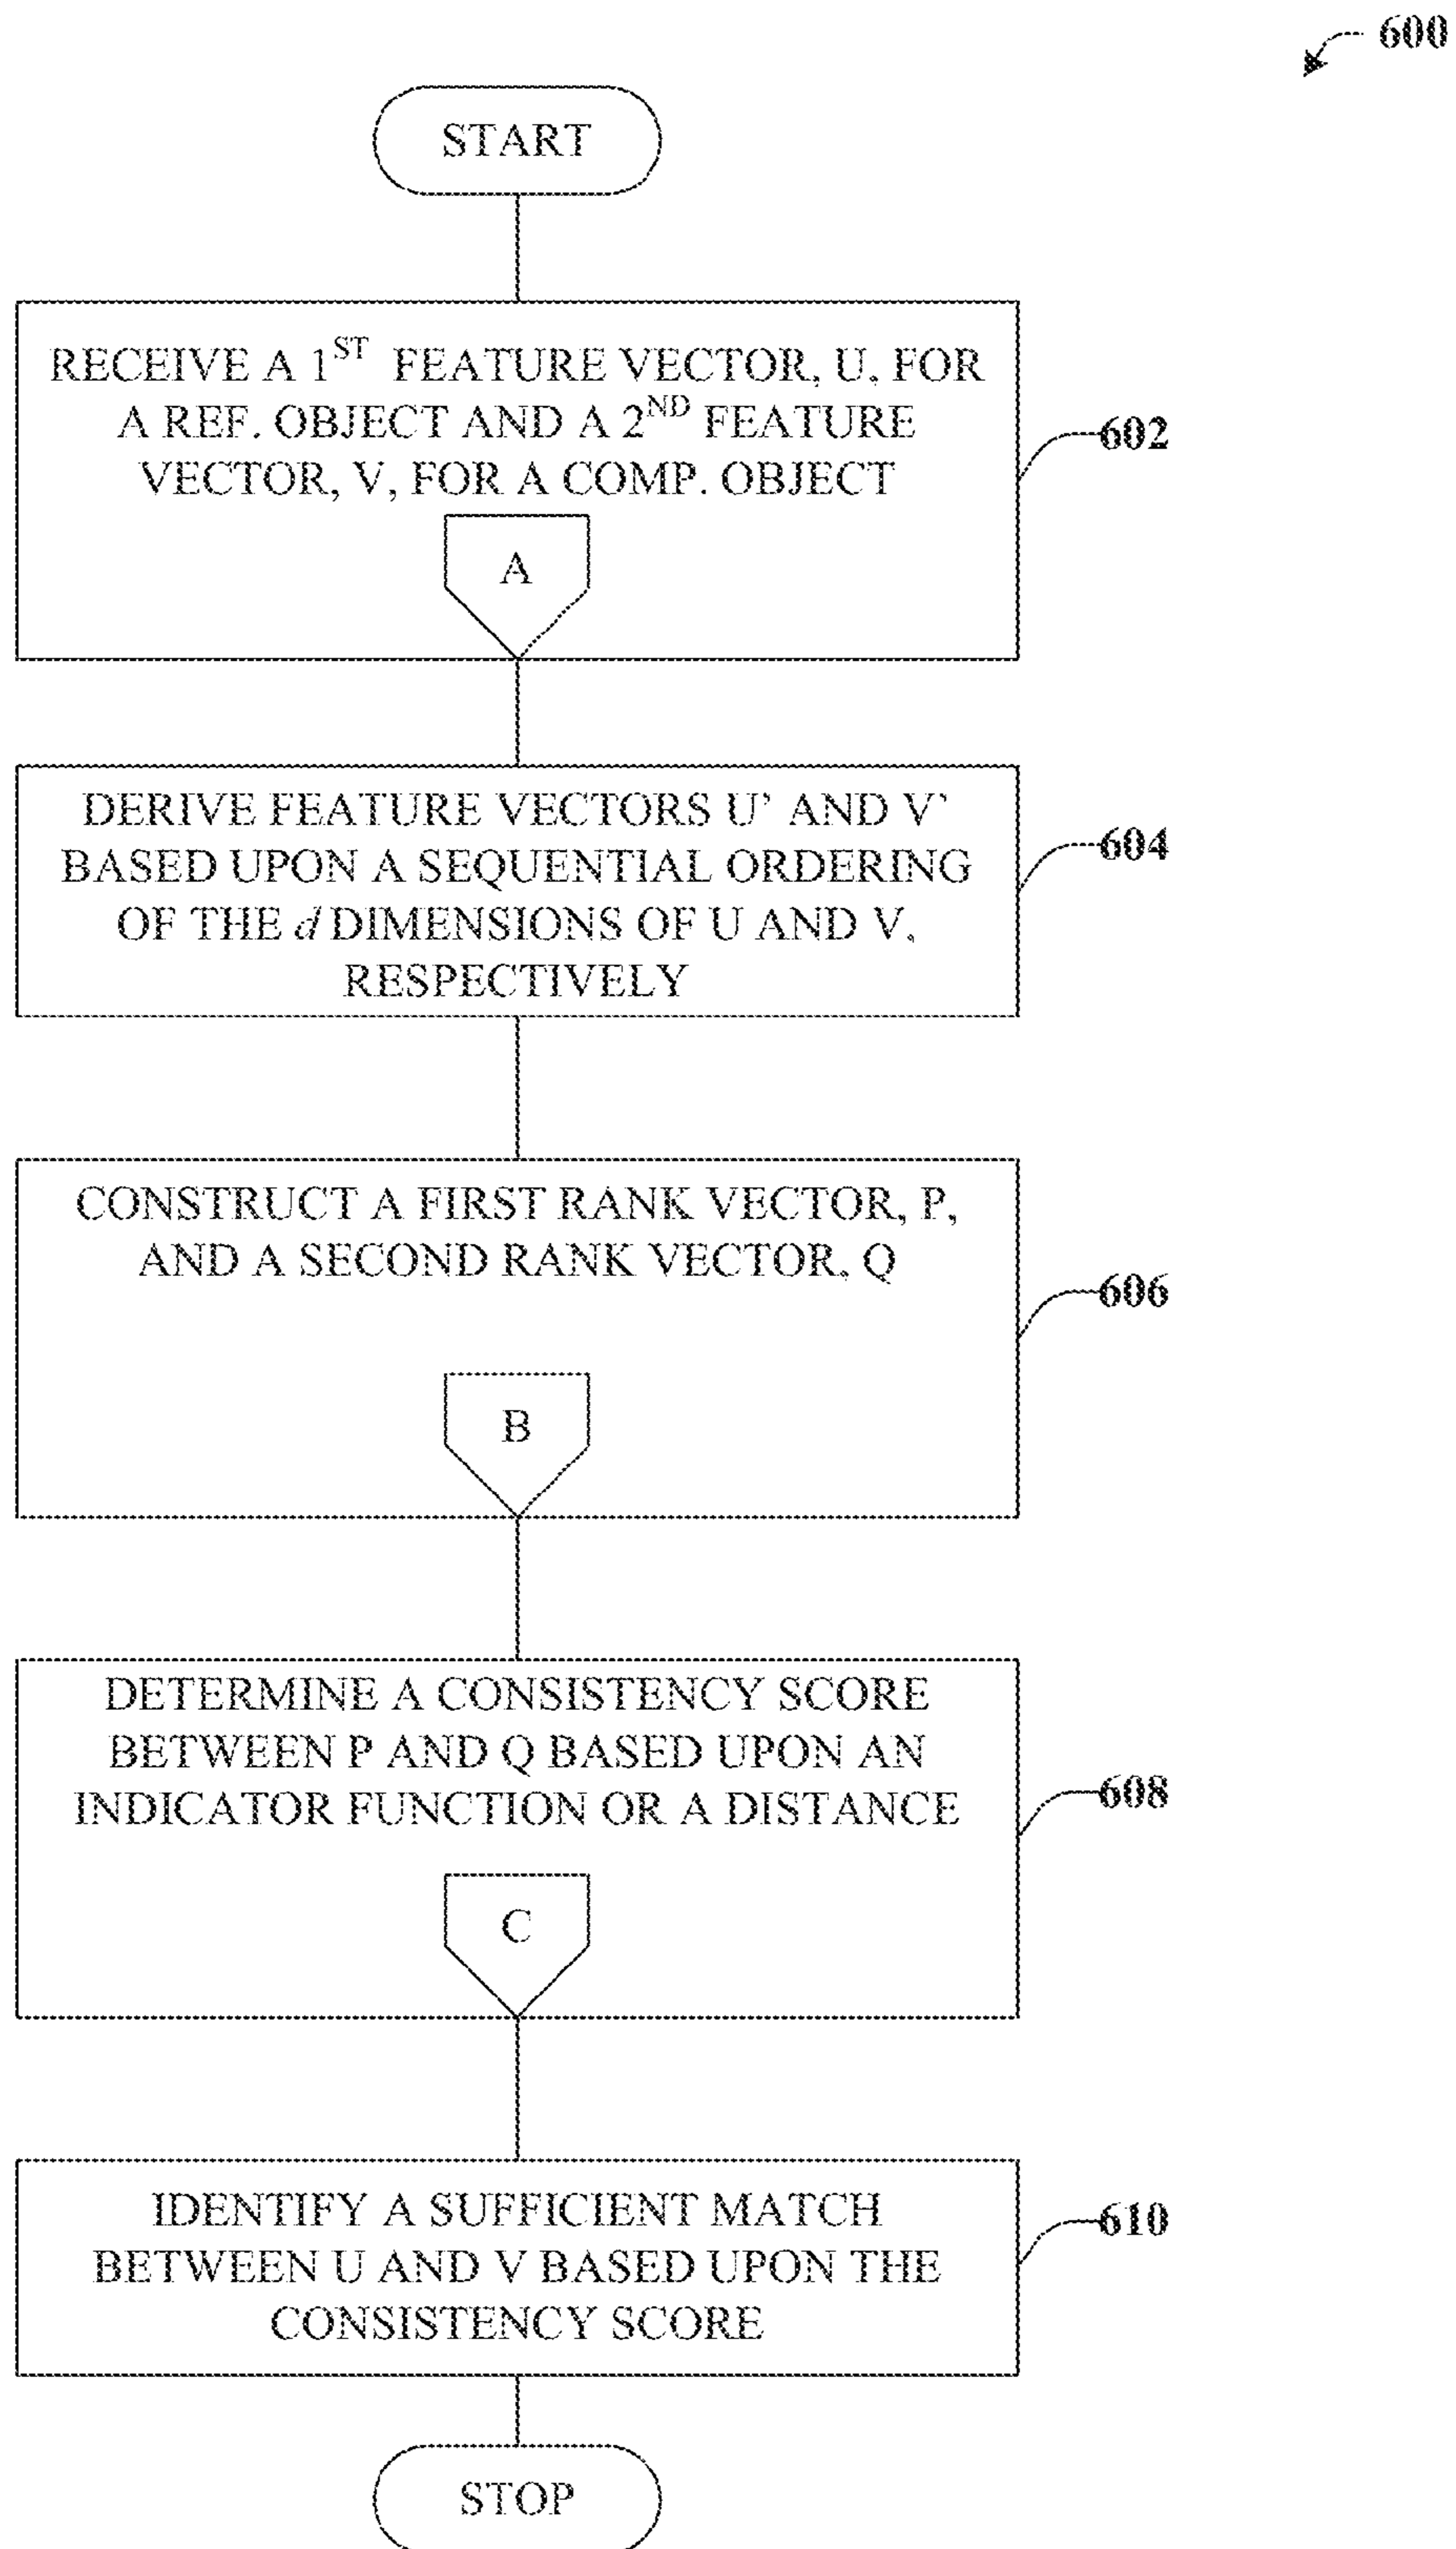 600
START
RECEIVE A 1ST FEATURE VECTOR, U, FOR
A REF. OBJECT AND A 2ND FEATURE
VECTOR, V, FOR A COMP. OBJECT
602
A
DERIVE FEATURE VECTORS U’ AND V’
BASED UPON A SEQUENTIAL ORDERING
OF THE d DIMENSIONS OF U AND V,
RESPECTIVELY
604
CONSTRUCT A FIRST RANK VECTOR, P,
AND A SECOND RANK VECTOR, Q
606
B
DETERMINE A CONSISTENCY SCORE
BETWEEN P AND Q BASED UPON AN
INDICATOR FUNCTION OR A DISTANCE
608
C
IDENTIFY A SUFFICIENT MATCH
BETWEEN U AND V BASED UPON THE
CONSISTENCY SCORE
610
STOP